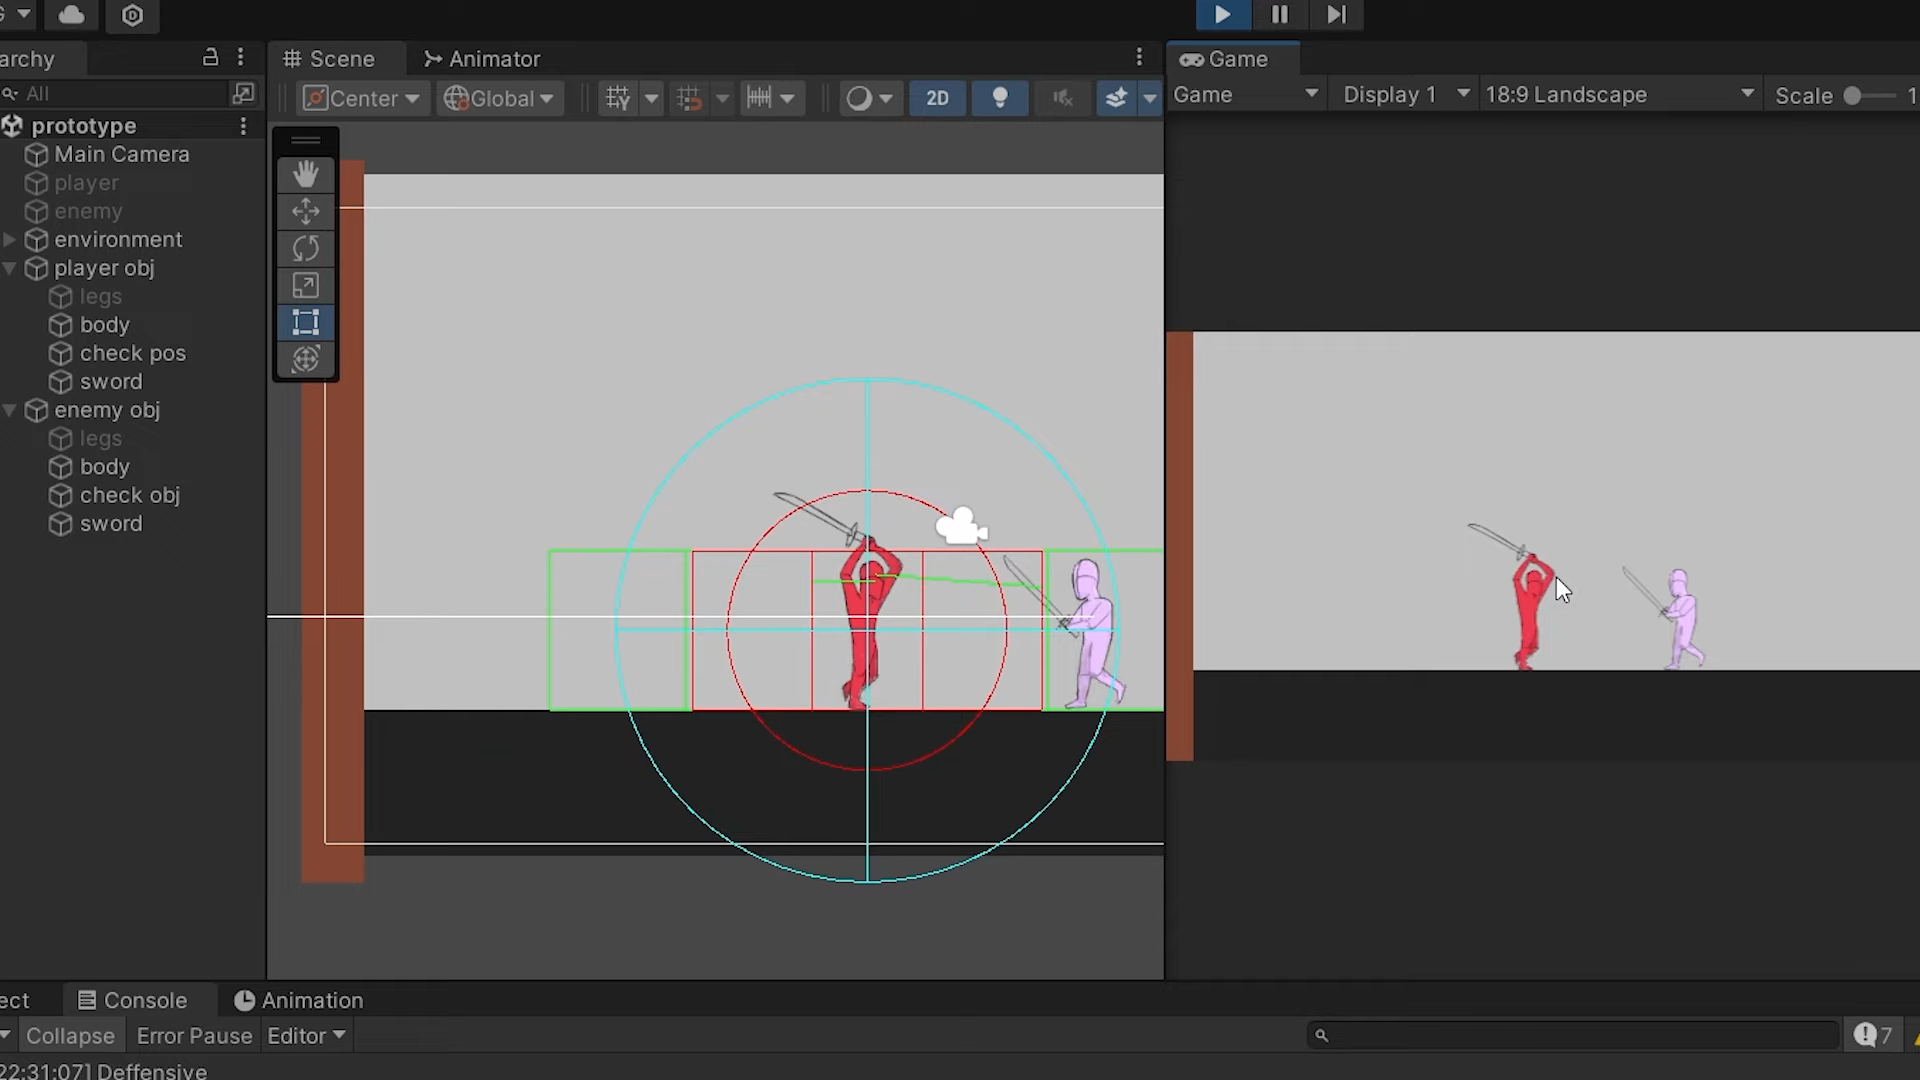 G
archy
All
prototype
Main Camera
player
enemy
environment
player obj
legs
body
check pos
sword
enemy obj
legs
body
check obj
sword
Scene
Animator
Center
Global
2D
Game
Game
Display 1
18:9 Landscape
Scale
1
ect
Console
Animation
Collapse
Error Pause
Editor
7
22:31:07] Deffensive